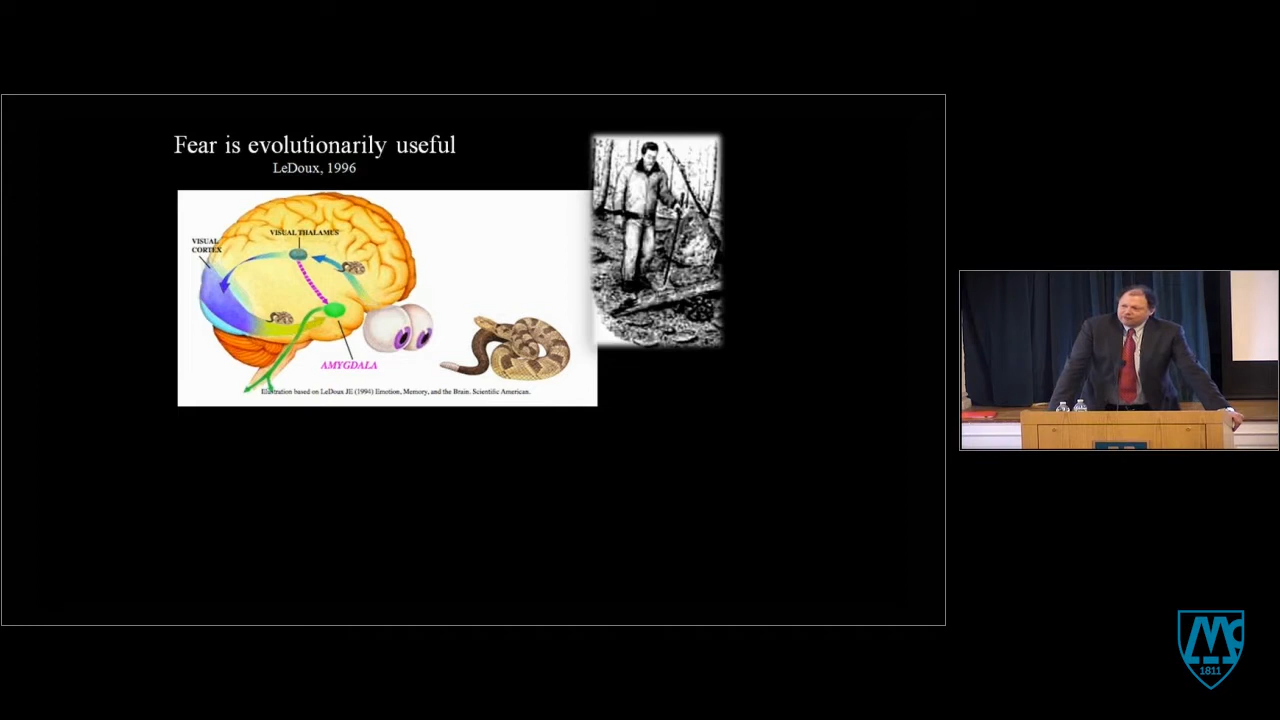 Fear is evolutionarily useful
LeDoux, 1996
VISUAL THALAMUS
VISUAL
CORTEX
AMYGDALA
Illustration based on LeDoux JE (1994) Emotion, Memory, and the Brain. Scientific American.
1811